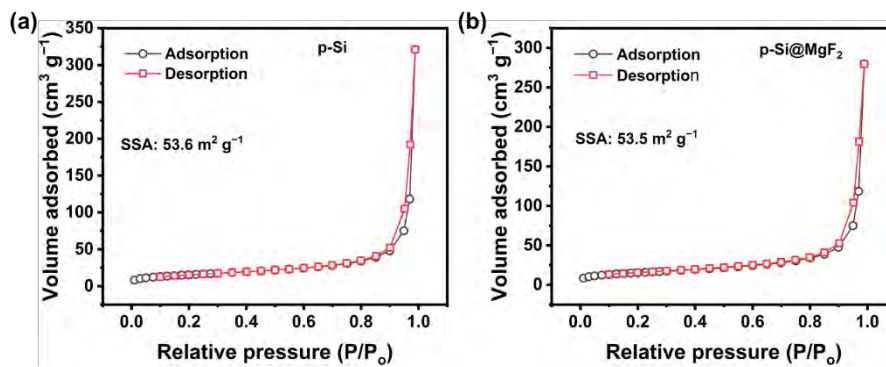 (a)
Volume adsorbed (cm³ g⁻¹)
350
300
250
200
150
100
50
0
Adsorption
Desorption
p-Si
SSA: 53.6 m² g⁻¹
0.0 0.2 0.4 0.6 0.8 1.0
Relative pressure (P/Pₒ)
(b)
Volume adsorbed (cm³ g⁻¹)
300
250
200
150
100
50
0
Adsorption
Desorption
p-Si@MgF₂
SSA: 53.5 m² g⁻¹
0.0 0.2 0.4 0.6 0.8 1.0
Relative pressure (P/Pₒ)